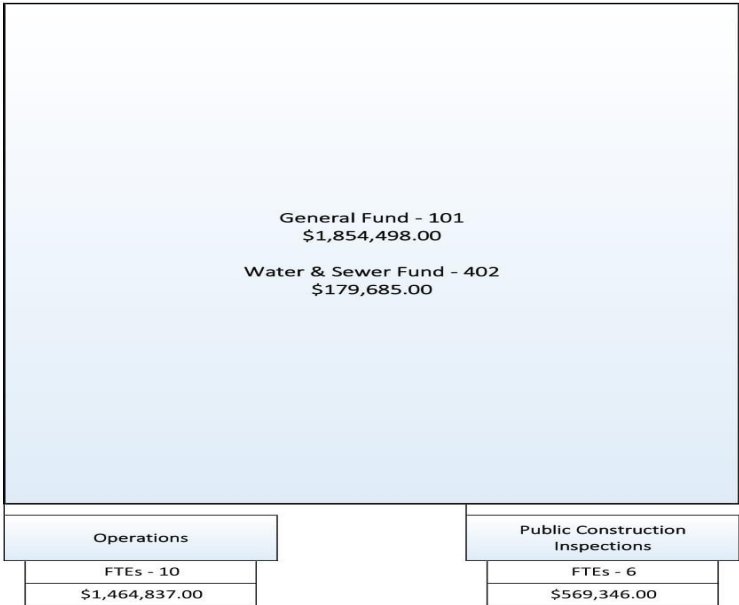 General Fund - 101
$1,854,498.00
Water & Sewer Fund - 402
$179,685.00
Operations
FTEs - 10
$1,464,837.00
Public Construction
Inspections
FTEs - 6
$569,346.00